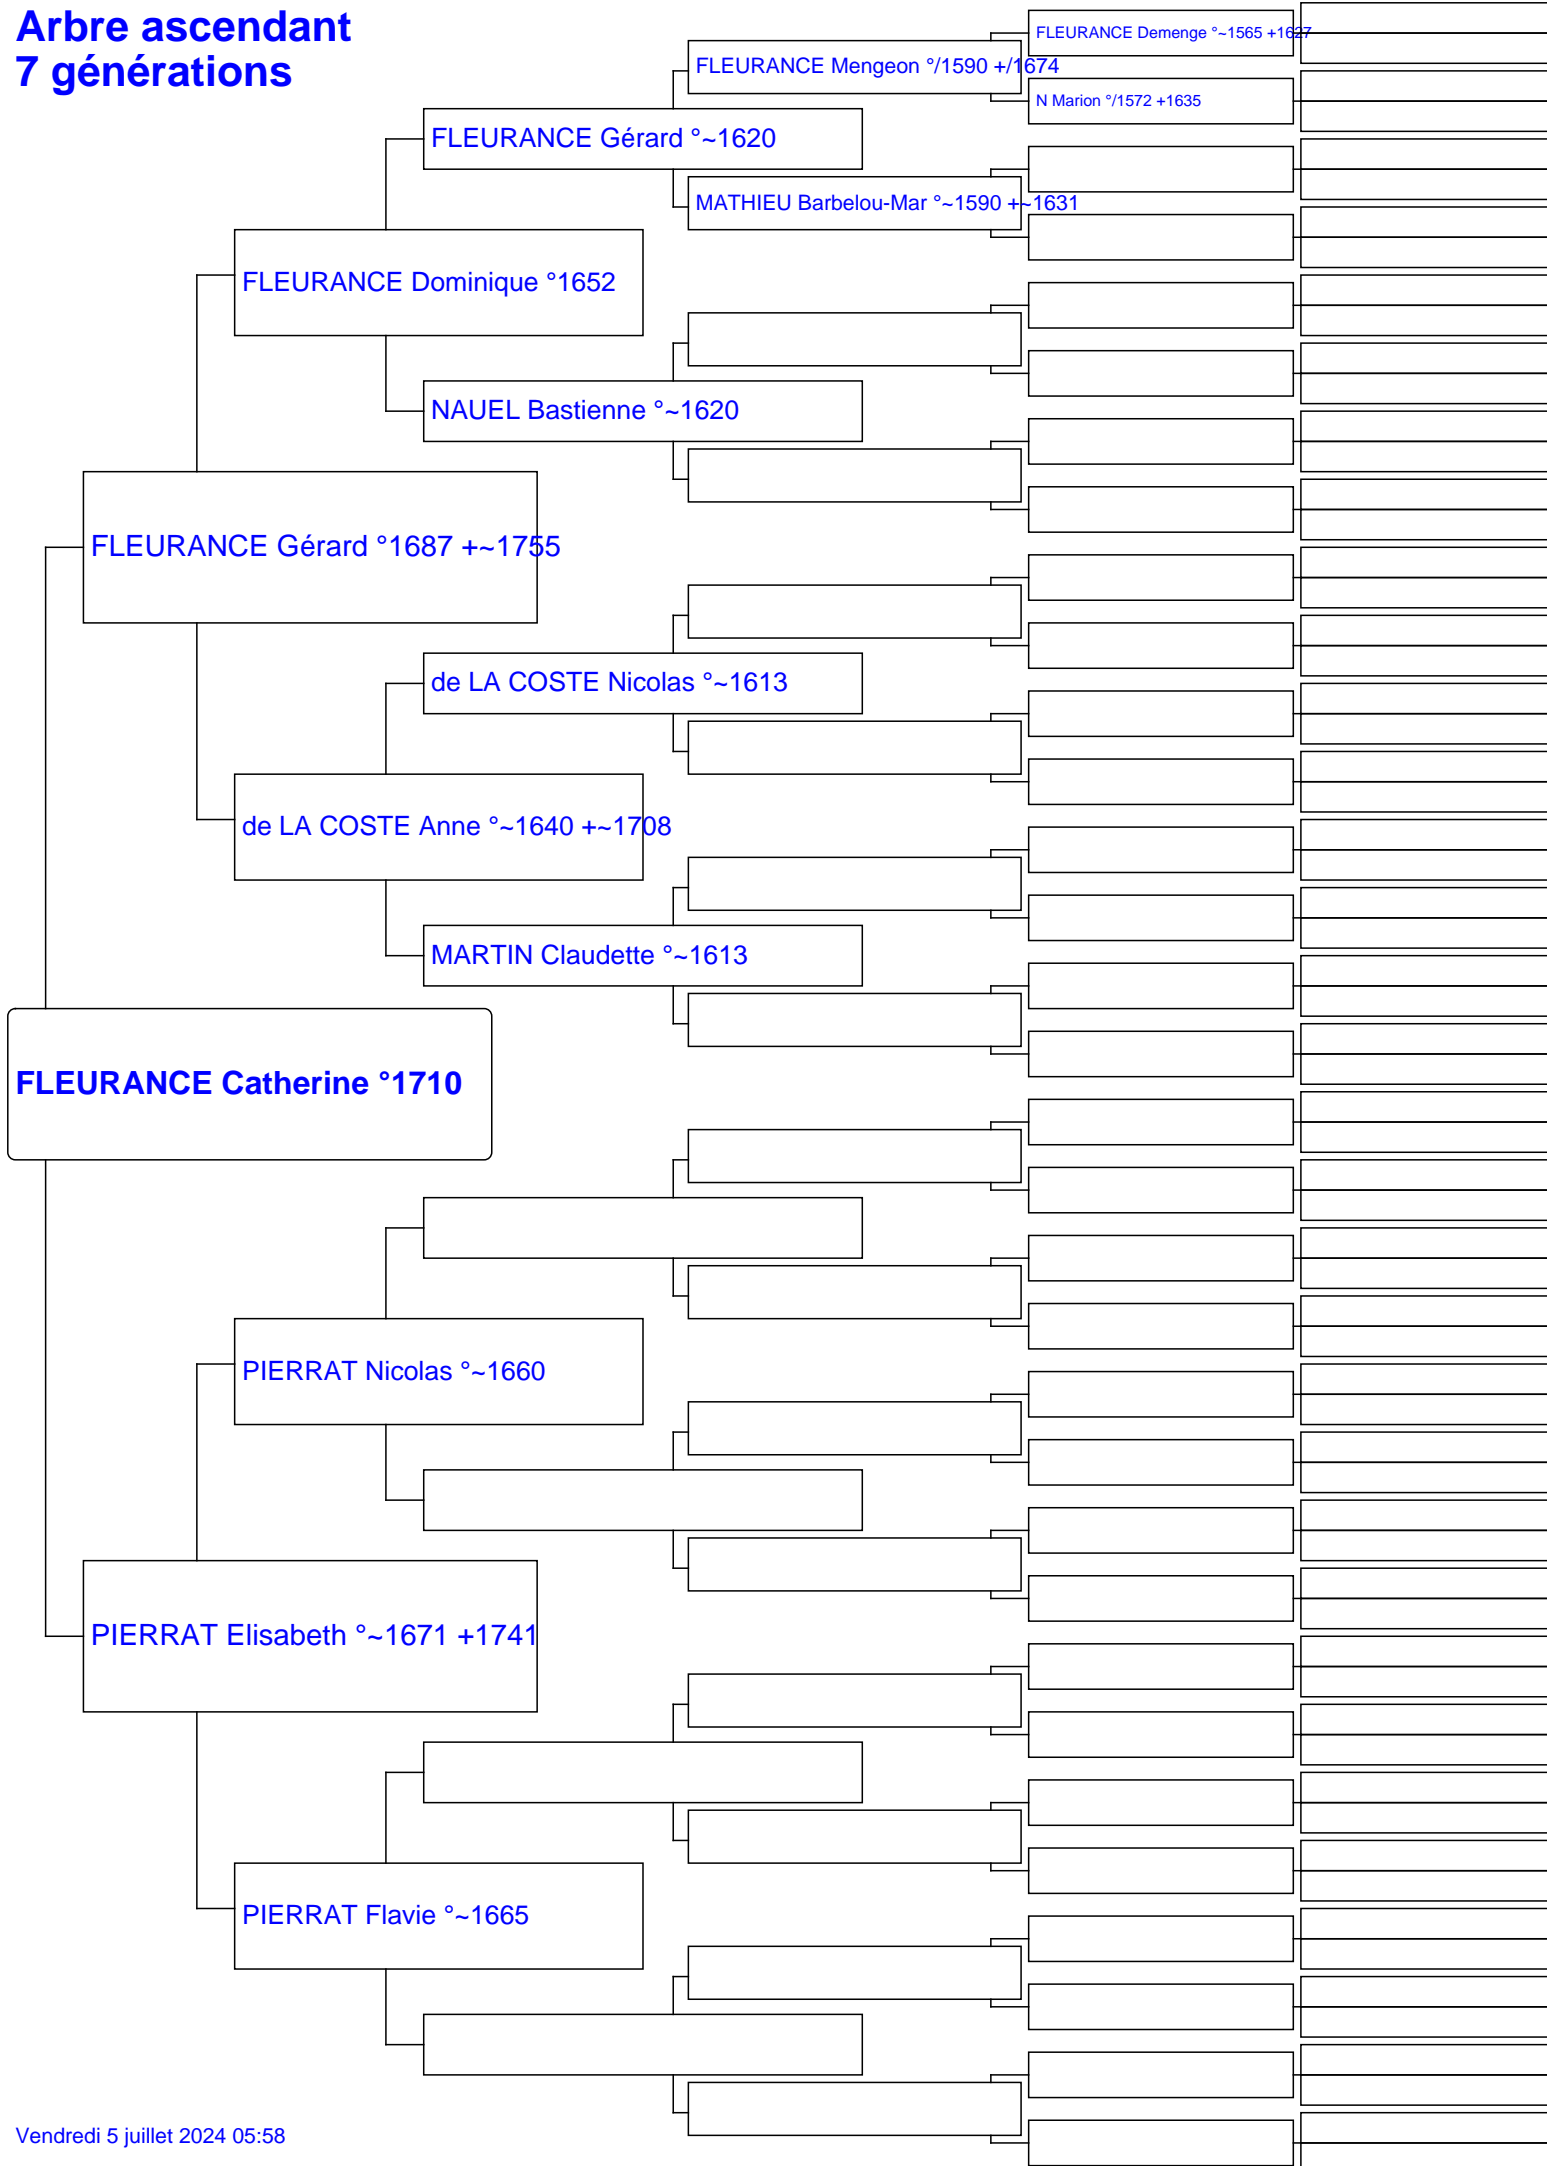 Arbre ascendant
7 générations
FLEURANCE Demenge °~1565 +1627
FLEURANCE Mengeon °/1590 +/1674
N Marion °/1572 +1635
FLEURANCE Gérard °~1620
MATHIEU Barbelou-Mar °~1590 +~1631
FLEURANCE Dominique °1652
NAUEL Bastienne °~1620
FLEURANCE Gérard °1687 +~1755
de LA COSTE Nicolas °~1613
de LA COSTE Anne °~1640 +~1708
MARTIN Claudette °~1613
FLEURANCE Catherine °1710
PIERRAT Nicolas °~1660
PIERRAT Elisabeth °~1671 +1741
PIERRAT Flavie °~1665
Vendredi 5 juillet 2024 05:58